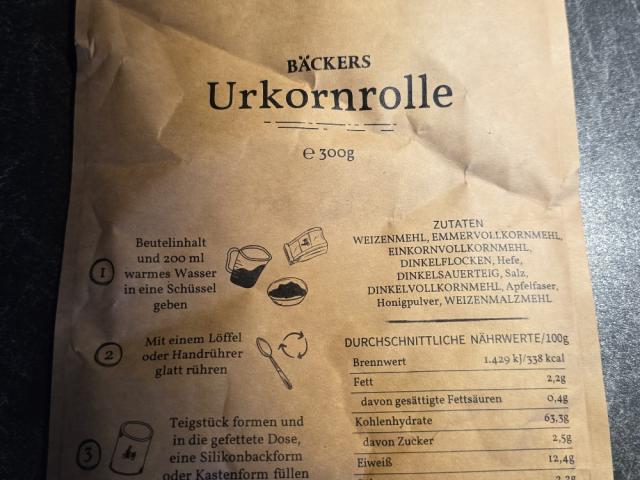 BÄCKERS
Urkornrolle
℮ 300g
1
Beutelinhalt
und 200 ml
warmes Wasser
in eine Schüssel
geben
2
Mit einem Löffel
oder Handrührer
glatt rühren
3
Teigstück formen und
in die gefettete Dose,
eine Silikonbackform
oder Kastenform füllen
ZUTATEN
WEIZENMEHL, EMMERVOLLKORNMEHL,
EINKORNVOLLKORNMEHL,
DINKELFLOCKEN, Hefe,
DINKELSAUERTEIG, Salz,
DINKELVOLLKORNMEHL, Apfelfaser,
Honigpulver, WEIZENMALZMEHL
DURCHSCHNITTLICHE NÄHRWERTE/100g
Brennwert 1.429 kJ/338 kcal
Fett 2,2g
davon gesättigte Fettsäuren 0,4g
Kohlenhydrate 63,3g
davon Zucker 2,5g
Eiweiß 12,4g